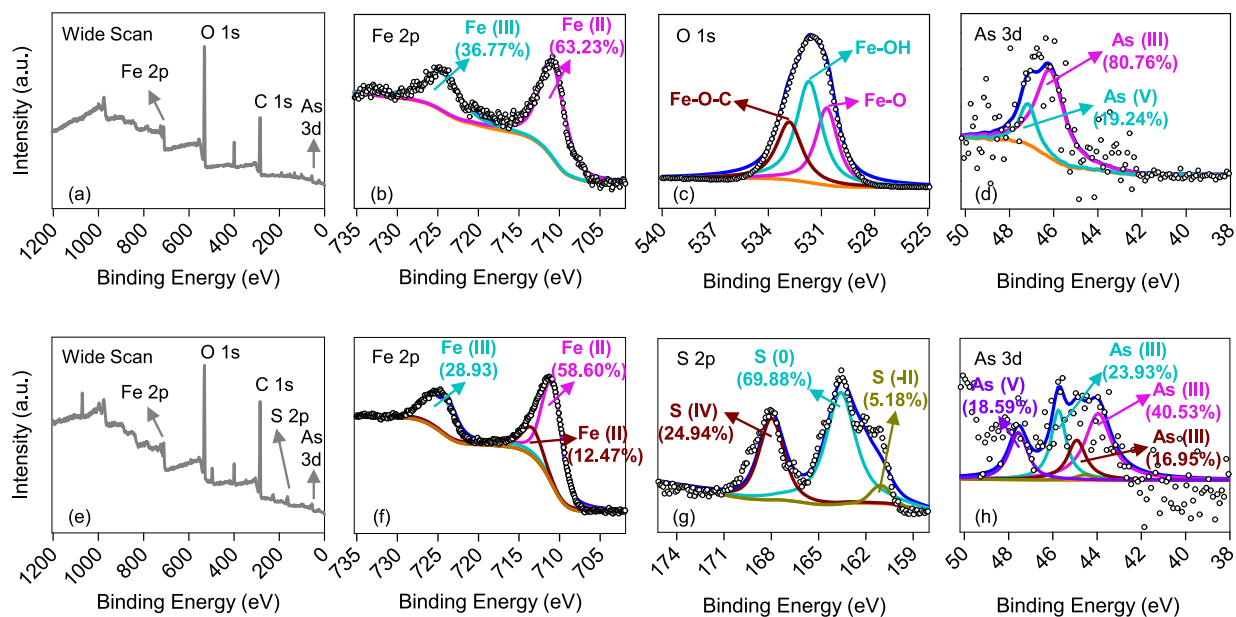 Wide Scan
O 1s
Fe 2p
C 1s
As
3d
(a)
Intensity (a.u.)
1200
1000
800
600
400
200
0
Binding Energy (eV)
Fe 2p
Fe (III)
(36.77%)
Fe (II)
(63.23%)
(b)
735
730
725
720
715
710
705
Binding Energy (eV)
O 1s
Fe-OH
Fe-O-C
Fe-O
(c)
540
537
534
531
528
525
Binding Energy (eV)
As 3d
As (III)
(80.76%)
As (V)
(19.24%)
(d)
50
48
46
44
42
40
38
Binding Energy (eV)
Wide Scan
O 1s
Fe 2p
C 1s
S 2p
As
3d
(e)
Intensity (a.u.)
1200
1000
800
600
400
200
0
Binding Energy (eV)
Fe 2p
Fe (III)
(28.93)
Fe (II)
(58.60%)
Fe (II)
(12.47%)
(f)
735
730
725
720
715
710
705
Binding Energy (eV)
S 2p
S (0)
(69.88%)
S (-II)
(5.18%)
S (IV)
(24.94%)
(g)
174
171
168
165
162
159
Binding Energy (eV)
As 3d
As (III)
(23.93%)
As (V)
(18.59%)
As (III)
(40.53%)
As (III)
(16.95%)
(h)
50
48
46
44
42
40
38
Binding Energy (eV)